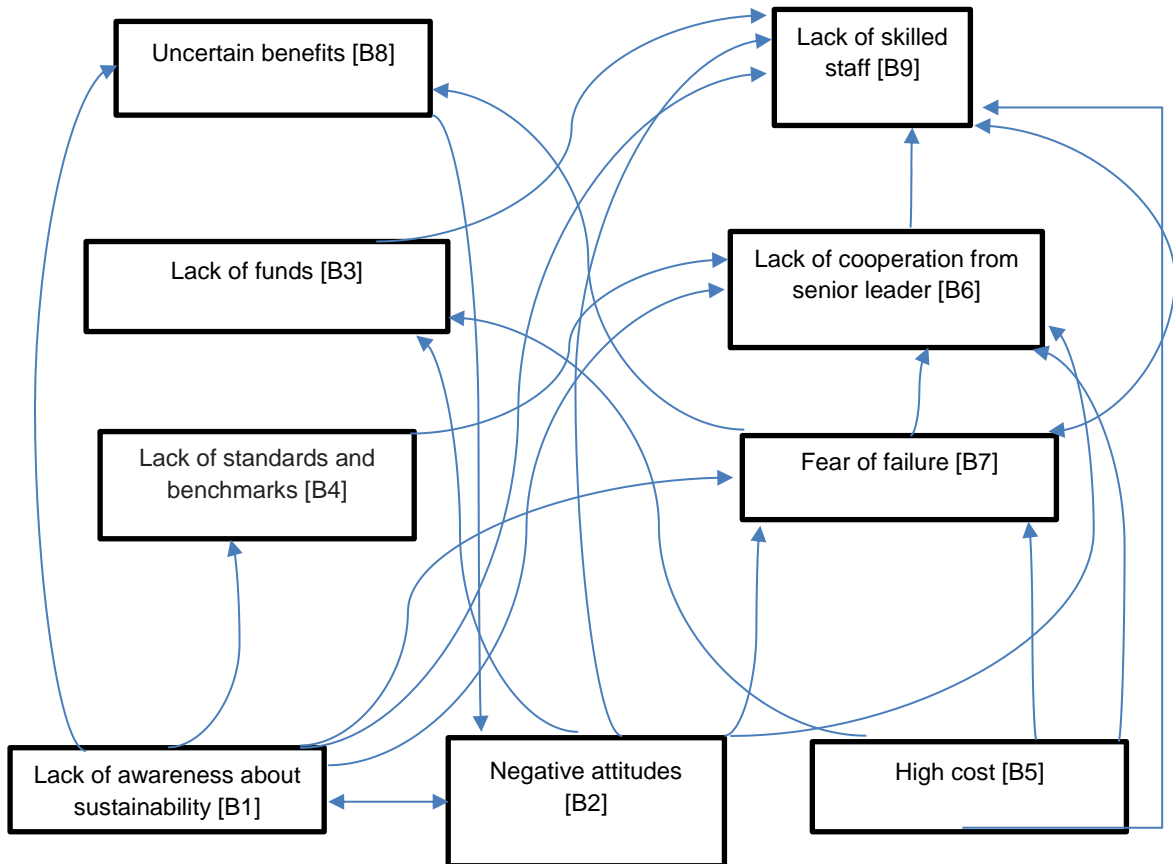 Uncertain benefits [B8]
Lack of skilled
staff [B9]
Lack of funds [B3]
Lack of cooperation from
senior leader [B6]
Lack of standards and
benchmarks [B4]
Fear of failure [B7]
Lack of awareness about
sustainability [B1]
Negative attitudes
[B2]
High cost [B5]